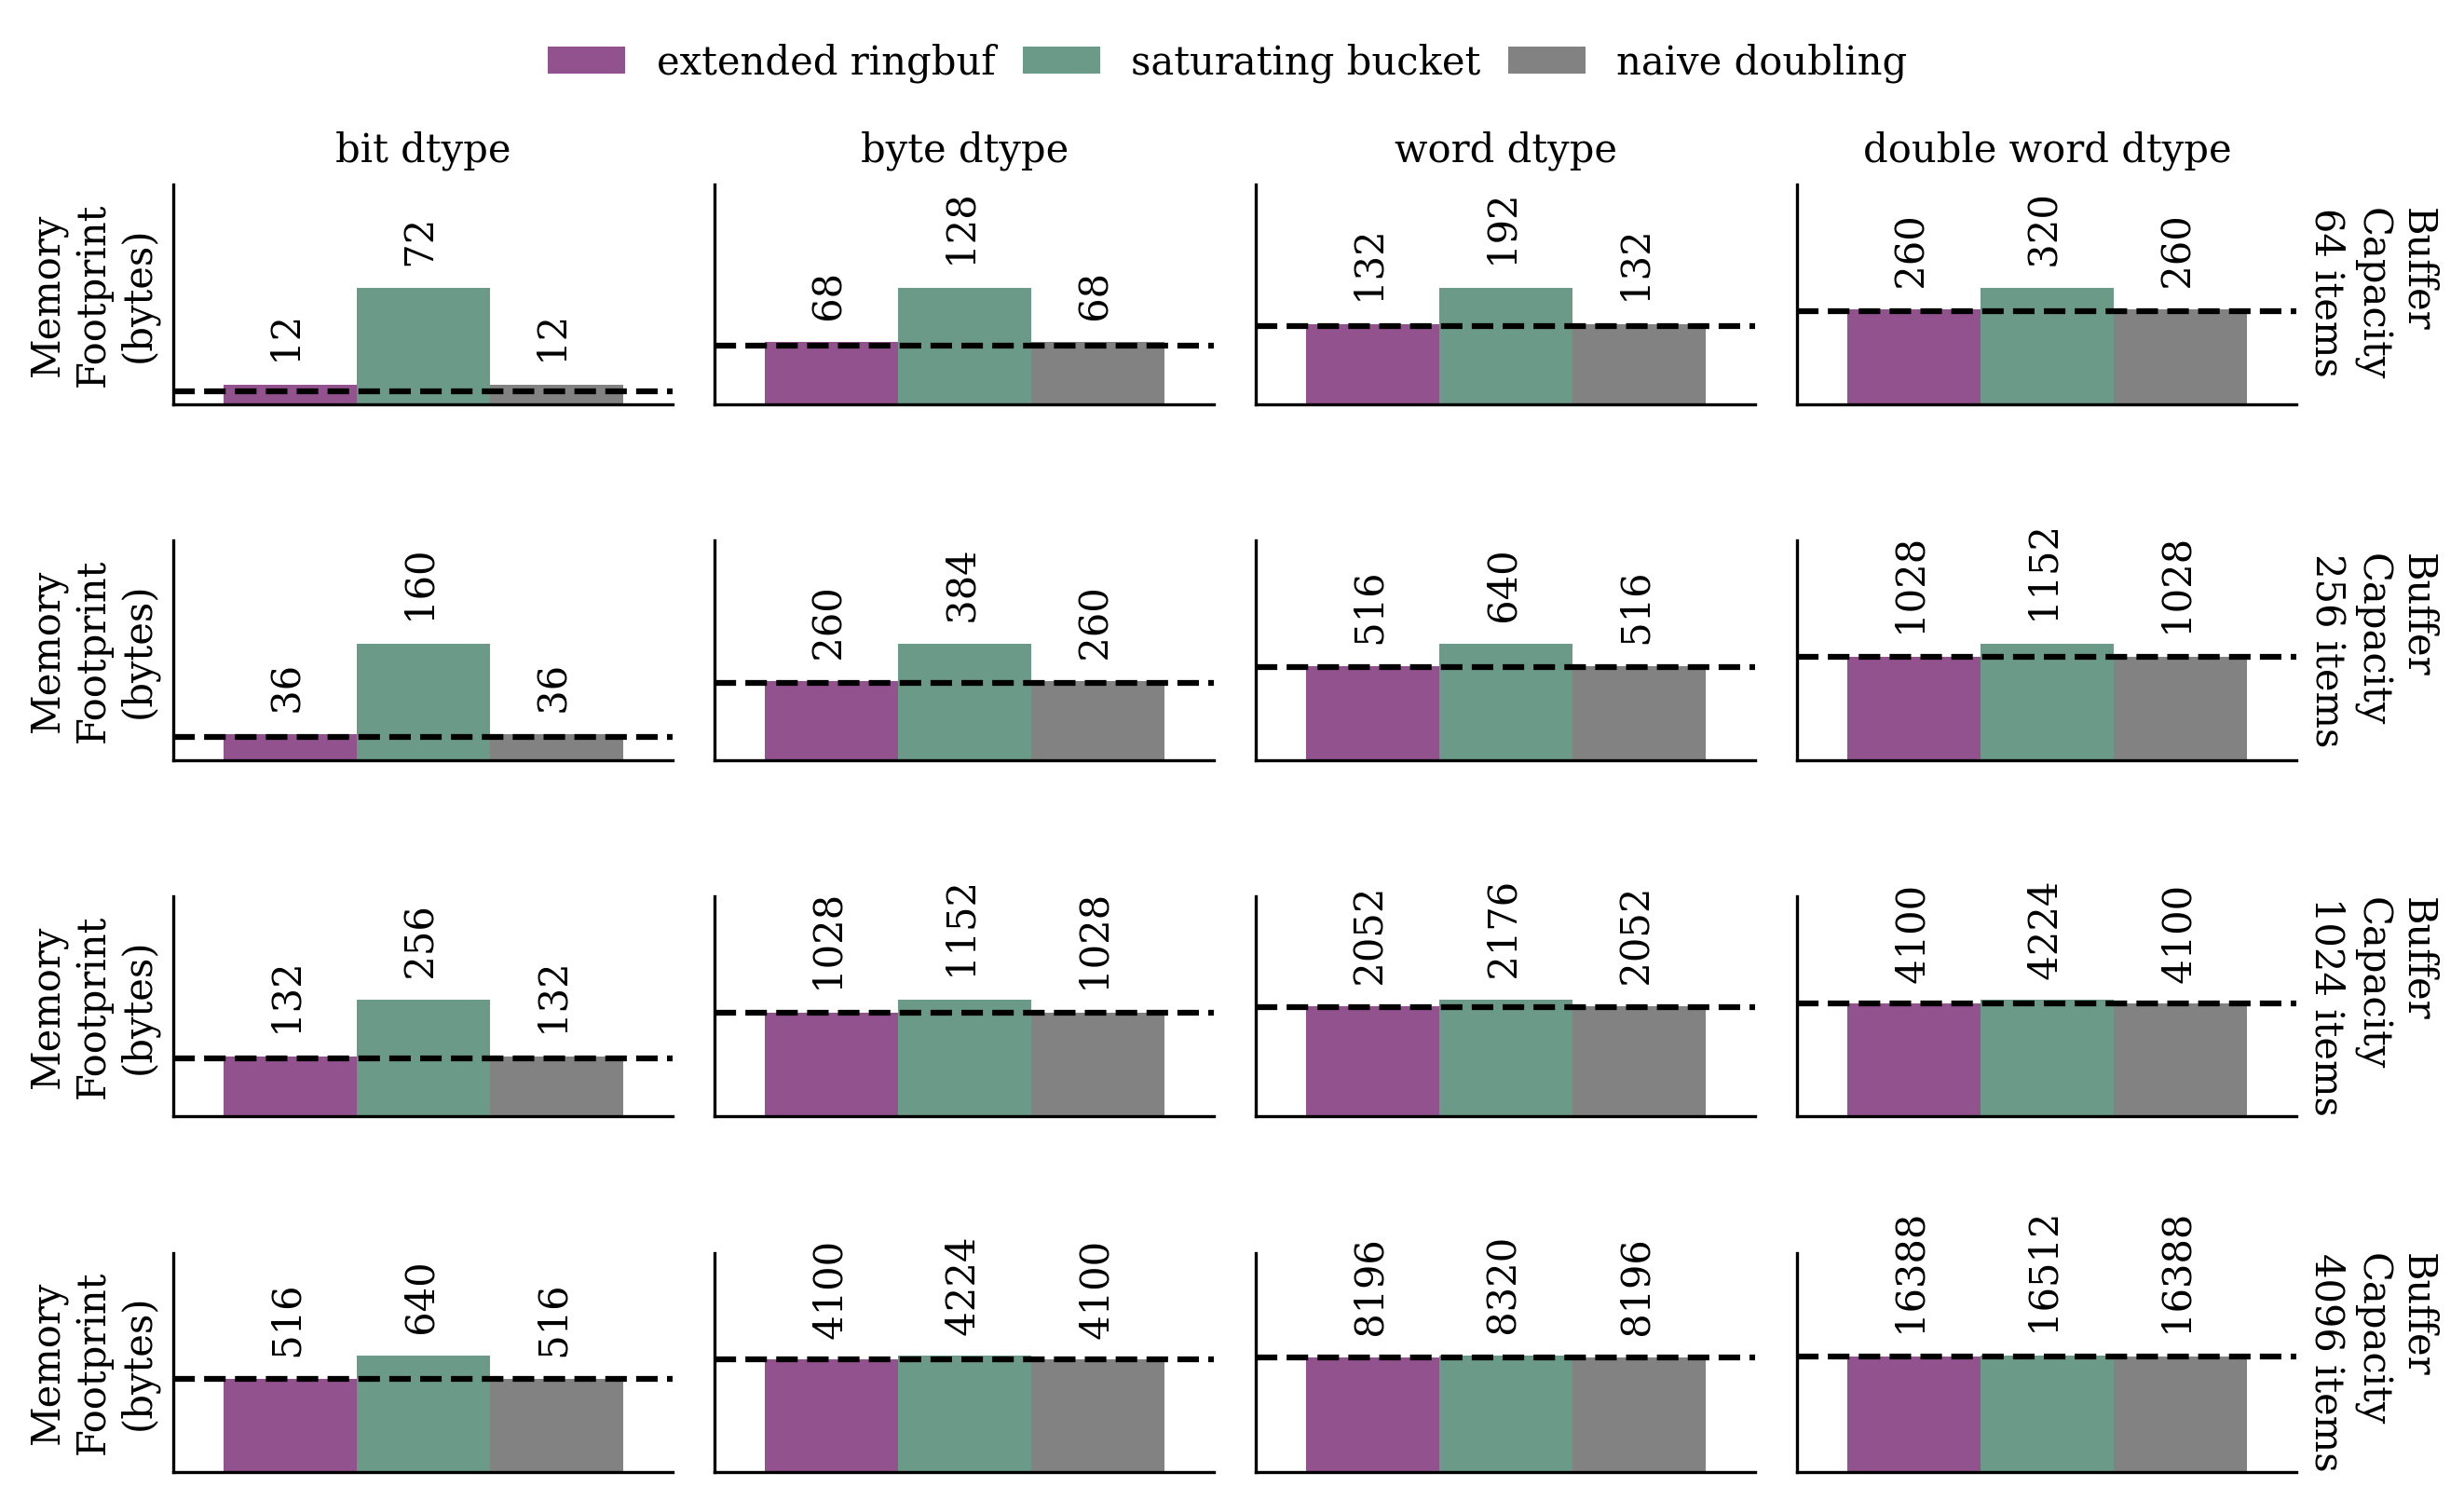 extended ringbuf saturating bucket naive doubling
bit dtype
byte dtype
word dtype
double word dtype
Memory
Footprint
(bytes)
12
72
12
68
128
68
132
192
132
260
320
260
Buffer
Capacity
64 items
Memory
Footprint
(bytes)
36
160
36
260
384
260
516
640
516
1028
1152
1028
Buffer
Capacity
256 items
Memory
Footprint
(bytes)
132
256
132
1028
1152
1028
2052
2176
2052
4100
4224
4100
Buffer
Capacity
1024 items
Memory
Footprint
(bytes)
516
640
516
4100
4224
4100
8196
8320
8196
16388
16512
16388
Buffer
Capacity
4096 items